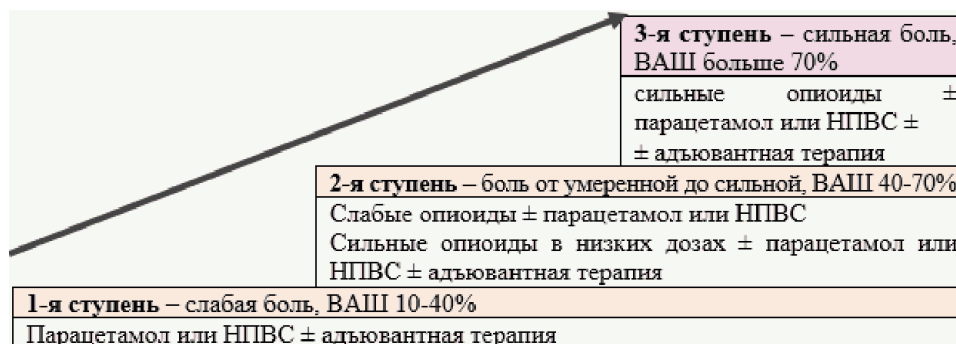 3-я ступень – сильная боль,
ВАШ больше 70%
сильные опиоиды ±
парацетамол или НПВС ±
± адъювантная терапия
2-я ступень – боль от умеренной до сильной, ВАШ 40-70%
Слабые опиоиды ± парацетамол или НПВС
Сильные опиоиды в низких дозах ± парацетамол или
НПВС ± адъювантная терапия
1-я ступень – слабая боль, ВАШ 10-40%
Парацетамол или НПВС ± адъювантная терапия